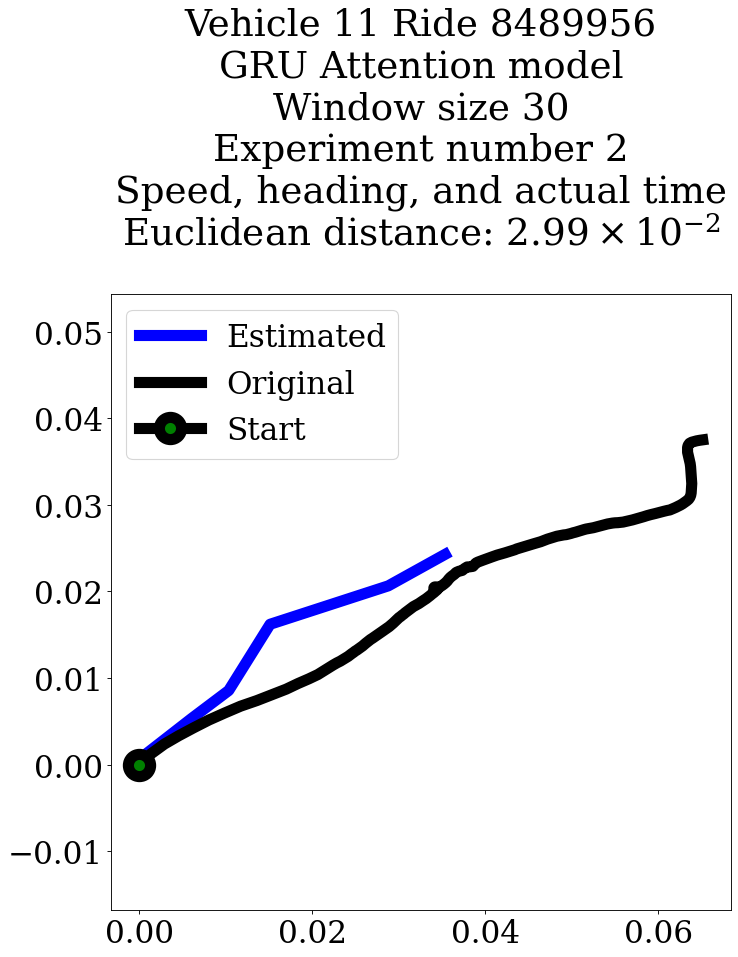 Vehicle 11 Ride 8489956
GRU Attention model
Window size 30
Experiment number 2
Speed, heading, and actual time
Euclidean distance: 2.99 × 10⁻²
Estimated
Original
Start
0.05
0.04
0.03
0.02
0.01
0.00
−0.01
0.00 0.02 0.04 0.06